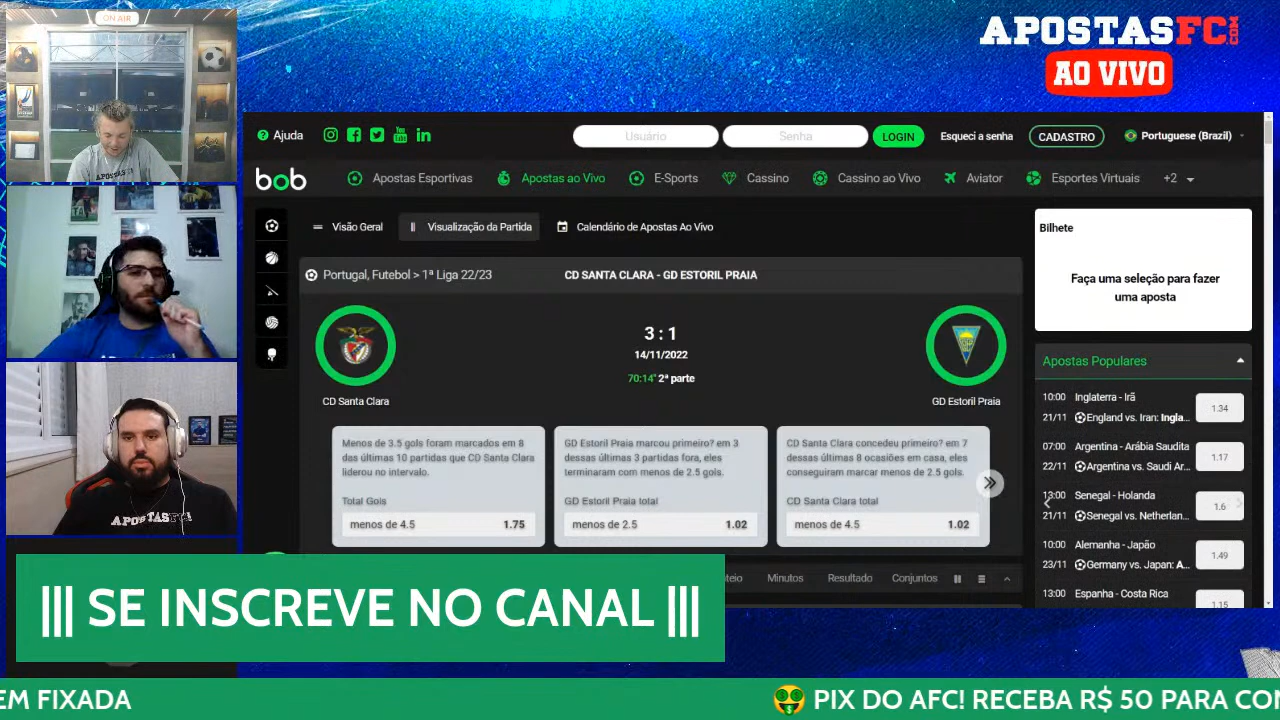 ON AIR
APOSTASFC.COM
AO VIVO
APOSTASFC!
APOSTASFC!
Ajuda
Usuário
Senha
LOGIN
Esqueci a senha
CADASTRO
Portuguese (Brazil)
bob
Apostas Esportivas
Apostas ao Vivo
E-Sports
Cassino
Cassino ao Vivo
Aviator
Esportes Virtuais
+2
Visão Geral
Visualização da Partida
Calendário de Apostas Ao Vivo
Portugal, Futebol > 1ª Liga 22/23
CD SANTA CLARA - GD ESTORIL PRAIA
3 : 1
14/11/2022
70:14" 2ª parte
CD Santa Clara
GD Estoril Praia
Menos de 3.5 gols foram marcados em 8
das últimas 10 partidas que CD Santa Clara
liderou no intervalo.
Total Gols
menos de 4.5 1.75
GD Estoril Praia marcou primeiro? em 3
dessas últimas 3 partidas fora, eles
terminaram com menos de 2.5 gols.
GD Estoril Praia total
menos de 2.5 1.02
CD Santa Clara concedeu primeiro? em 7
dessas últimas 8 ocasiões em casa, eles
conseguiram marcar menos de 2.5 gols.
CD Santa Clara total
menos de 4.5 1.02
teio
Minutos
Resultado
Conjuntos
Bilhete
Faça uma seleção para fazer
uma aposta
Apostas Populares
10:00 Inglaterra - Irã
21/11 England vs. Iran: Ingla... 1.34
07:00 Argentina - Arábia Saudita
22/11 Argentina vs. Saudi Ar... 1.17
13:00 Senegal - Holanda
21/11 Senegal vs. Netherlan... 1.6
10:00 Alemanha - Japão
23/11 Germany vs. Japan: A... 1.49
13:00 Espanha - Costa Rica
1.15
||| SE INSCREVE NO CANAL |||
EM FIXADA
🤑 PIX DO AFC! RECEBA R$ 50 PARA CON